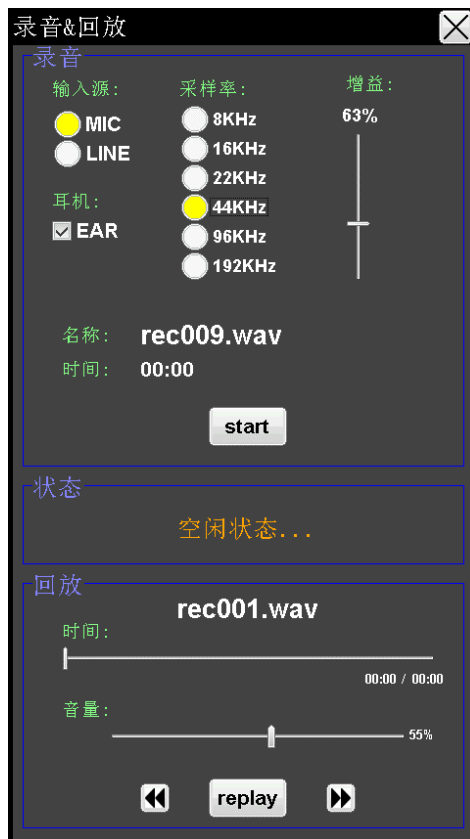 录音&回放
录音
输入源:
MIC
LINE
耳机:
EAR
采样率:
8KHz
16KHz
22KHz
44KHz
96KHz
192KHz
增益:
63%
名称: rec009.wav
时间: 00:00
start
状态
空闲状态...
回放
rec001.wav
时间:
00:00 / 00:00
音量:
55%
replay